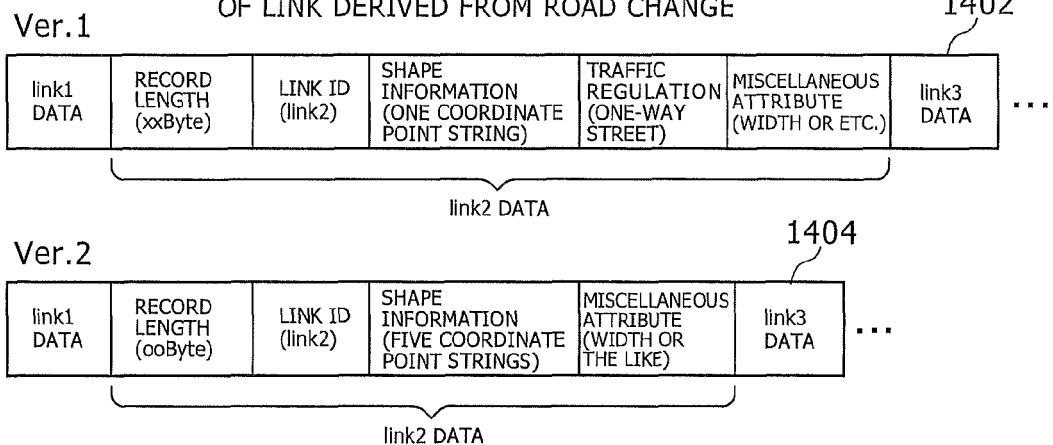 OF LINK DERIVED FROM ROAD CHANGE
1402
Ver.1
link1
DATA
RECORD
LENGTH
(xxByte)
LINK ID
(link2)
SHAPE
INFORMATION
(ONE COORDINATE
POINT STRING)
TRAFFIC
REGULATION
(ONE-WAY
STREET)
MISCELLANEOUS
ATTRIBUTE
(WIDTH OR ETC.)
link3
DATA
...
link2 DATA
Ver.2
1404
link1
DATA
RECORD
LENGTH
(ooByte)
LINK ID
(link2)
SHAPE
INFORMATION
(FIVE COORDINATE
POINT STRINGS)
MISCELLANEOUS
ATTRIBUTE
(WIDTH OR
THE LIKE)
link3
DATA
...
link2 DATA